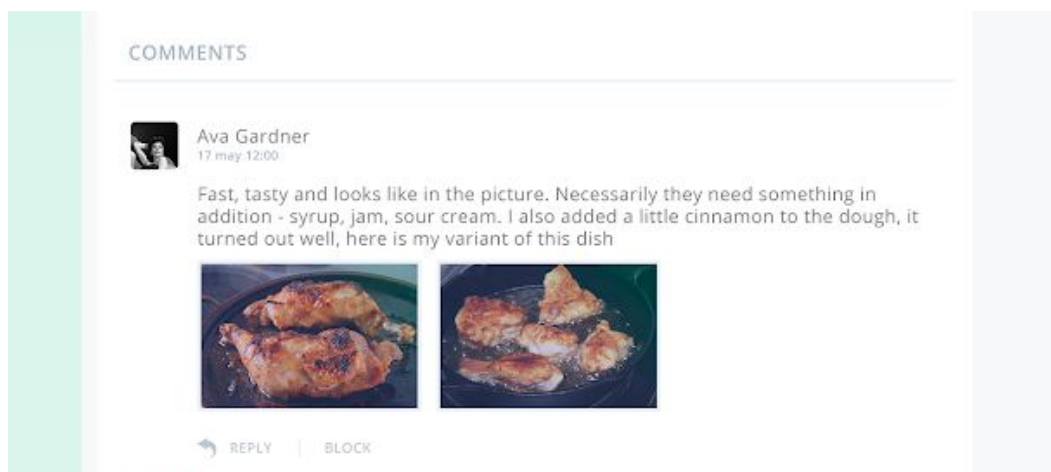 COMMENTS
Ava Gardner
17 may 12:00
Fast, tasty and looks like in the picture. Necessarily they need something in
addition - syrup, jam, sour cream. I also added a little cinnamon to the dough, it
turned out well, here is my variant of this dish
REPLY
BLOCK